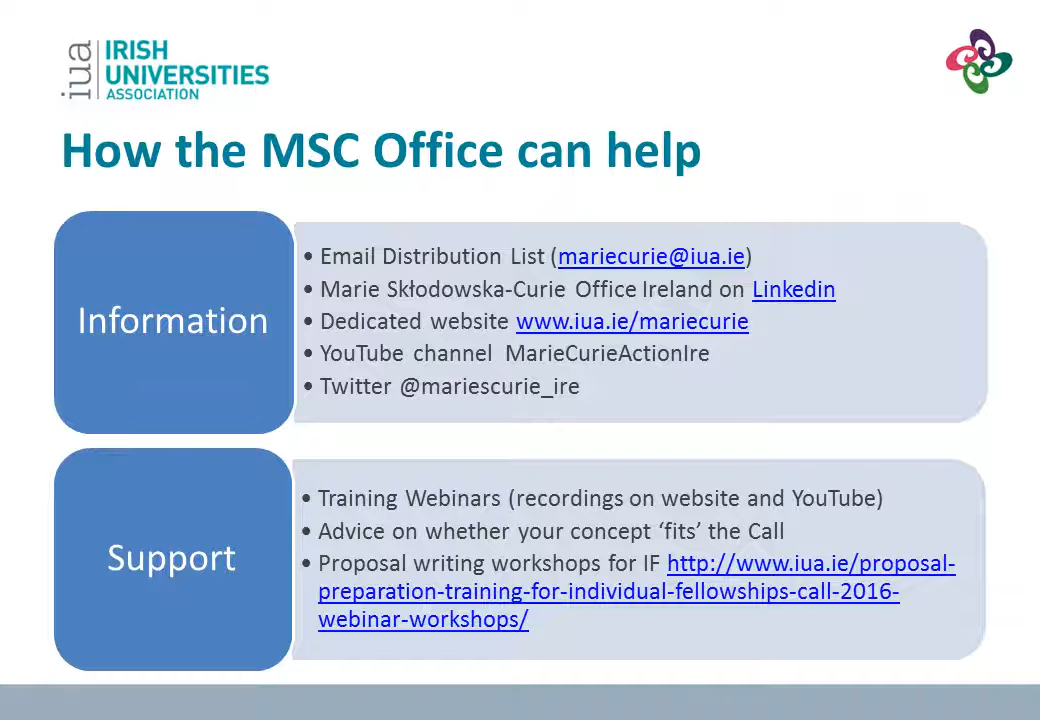 iua
IRISH
UNIVERSITIES
ASSOCIATION
How the MSC Office can help
Information
• Email Distribution List (mariecurie@iua.ie)
• Marie Skłodowska-Curie Office Ireland on Linkedin
• Dedicated website www.iua.ie/mariecurie
• YouTube channel MarieCurieActionIre
• Twitter @mariescurie_ire
Support
• Training Webinars (recordings on website and YouTube)
• Advice on whether your concept ‘fits’ the Call
• Proposal writing workshops for IF http://www.iua.ie/proposal-
preparation-training-for-individual-fellowships-call-2016-
webinar-workshops/